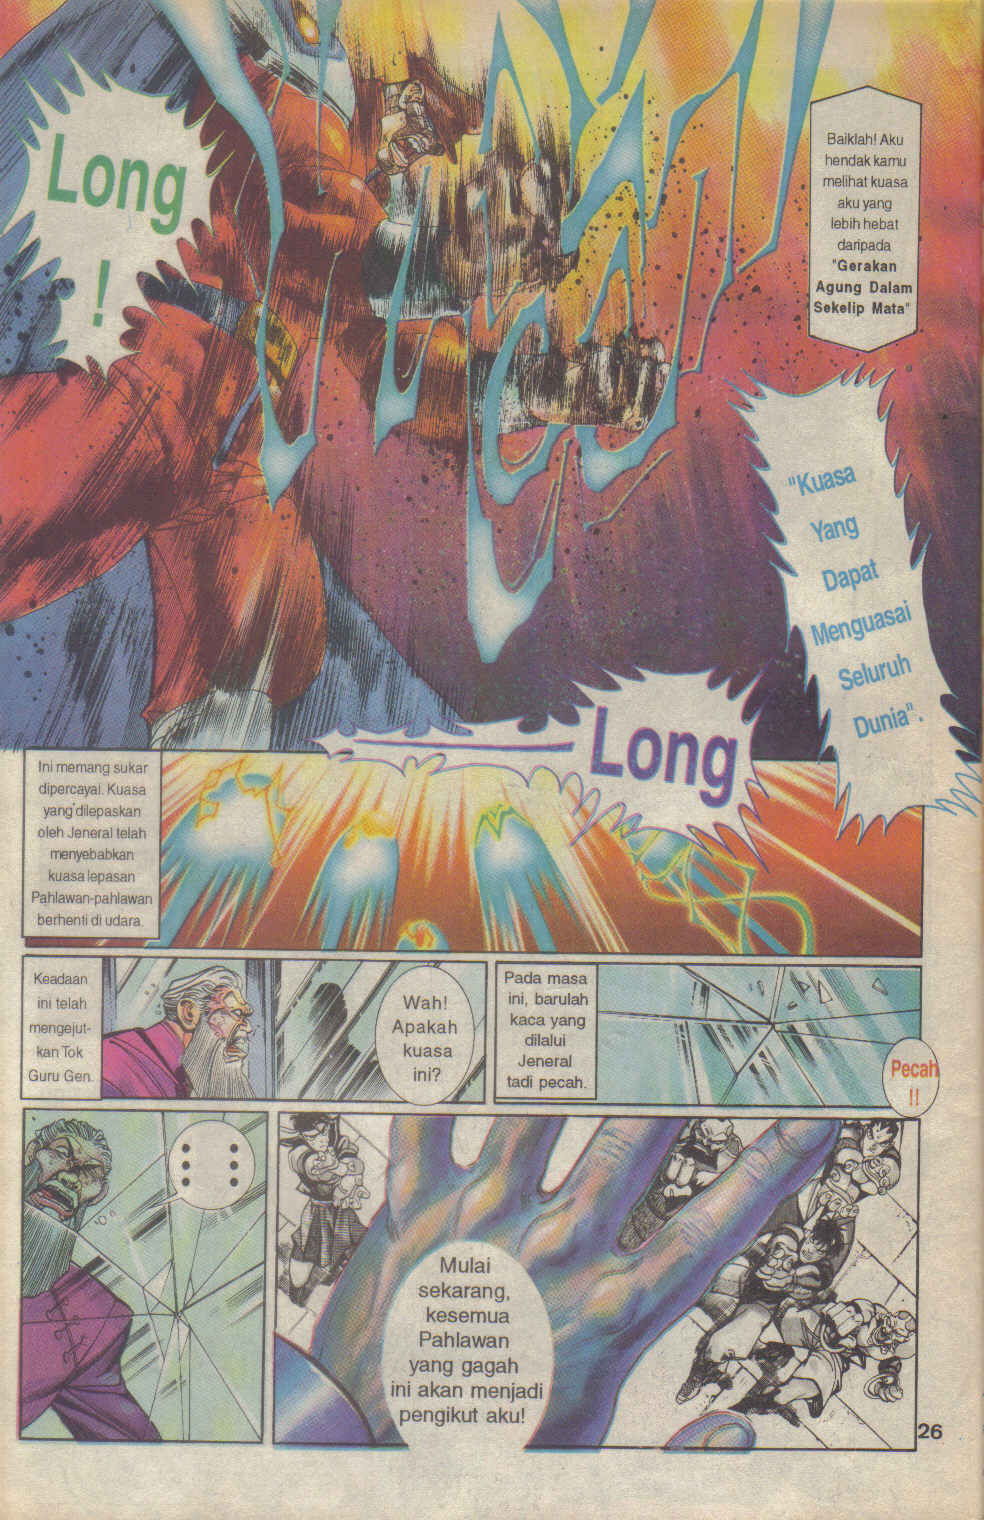 Long
!
Baiklah! Aku
hendak kamu
melihat kuasa
aku yang
lebih hebat
daripada
"Gerakan
Agung Dalam
Sekelip Mata"
"Kuasa
Yang
Dapat
Menguasai
Seluruh
Dunia".
Long
Ini memang sukar
dipercayai. Kuasa
yang dilepaskan
oleh Jeneral telah
menyebabkan
kuasa lepasan
Pahlawan-pahlawan
berhenti di udara.
Keadaan
ini telah
mengejut-
kan Tok
Guru Gen.
Wah!
Apakah
kuasa
ini?
Pada masa
ini, barulah
kaca yang
dilalui
Jeneral
tadi pecah.
Pecah
!!
Mulai
sekarang,
kesemua
Pahlawan
yang gagah
ini akan menjadi
pengikut aku!
26